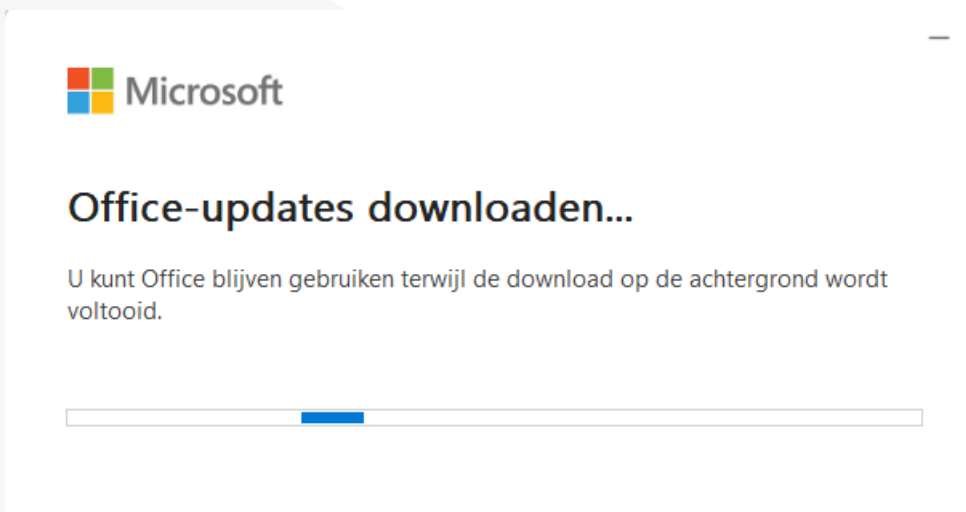 Microsoft
Office-updates downloaden...
U kunt Office blijven gebruiken terwijl de download op de achtergrond wordt
voltooid.